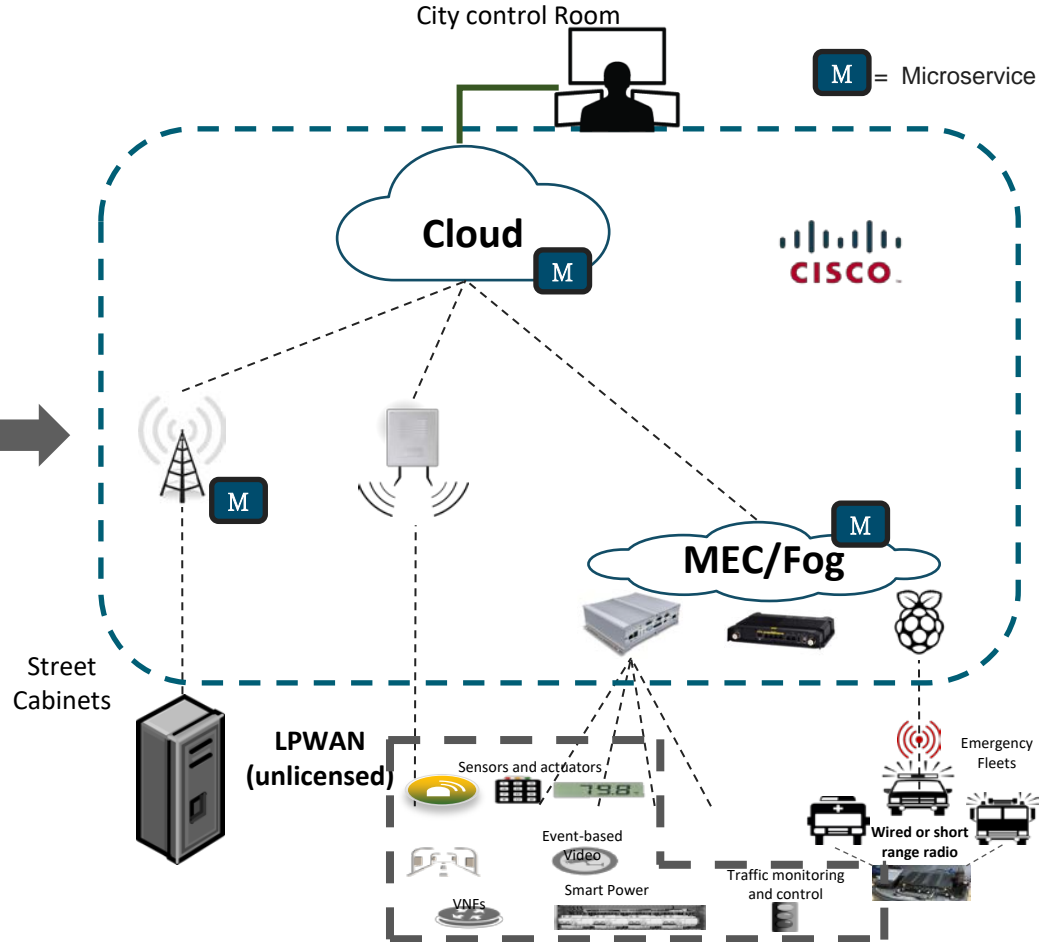 City control Room
M
= Microservice
Cloud
M
CISCO
M
M
MEC/Fog
Street
Cabinets
LPWAN
(unlicensed)
Sensors and actuators
79.8
Emergency
Fleets
Event-based
Video
Wired or short
range radio
Smart Power
Traffic monitoring
and control
VNFs